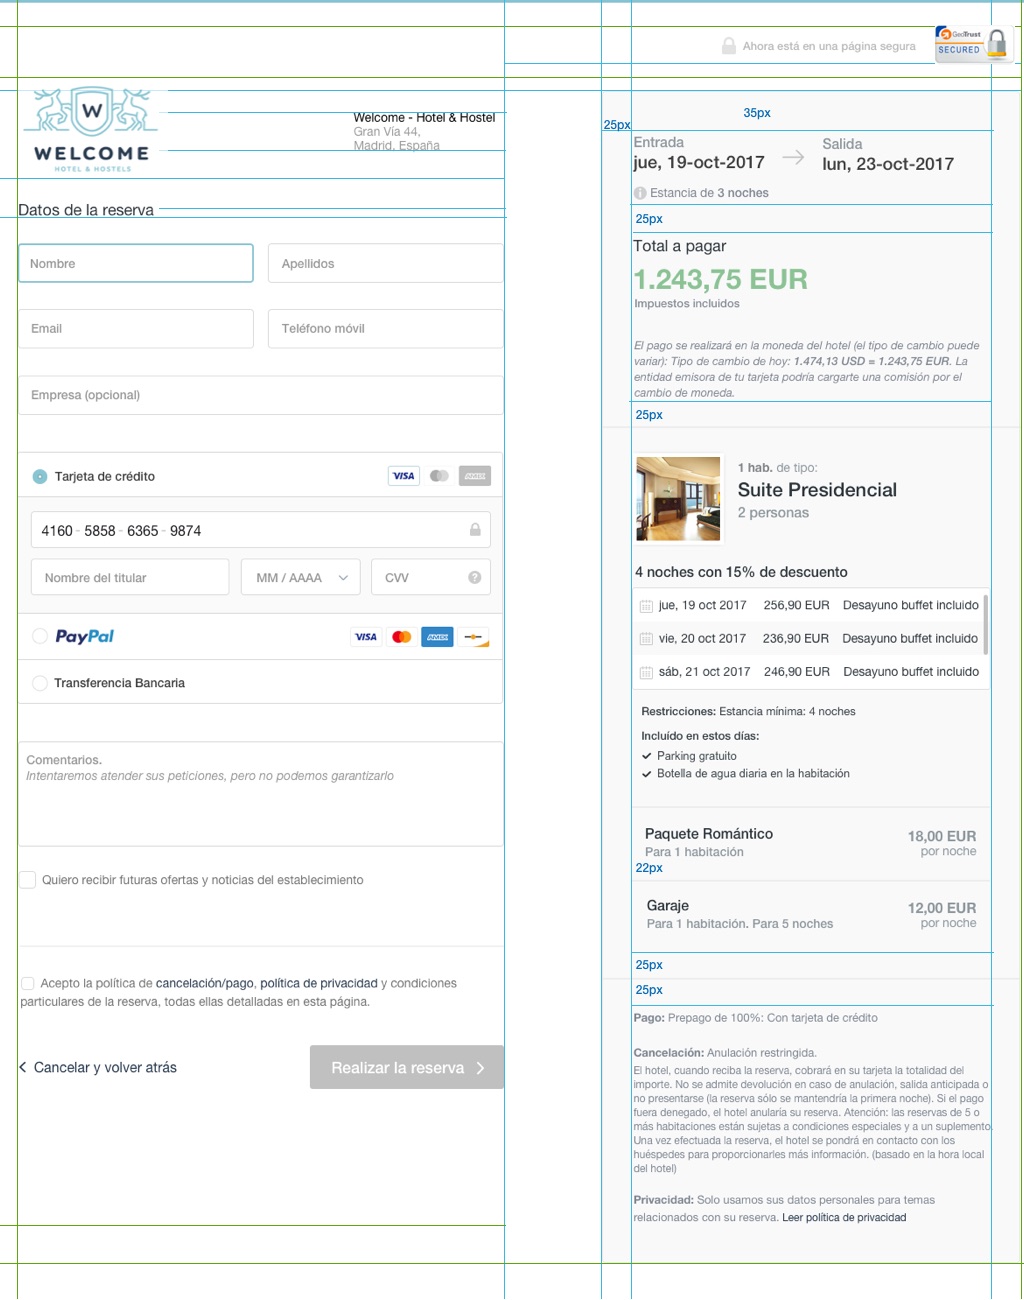 Ahora está en una página segura
GeoTrust
SECURED
W
WELCOME
HOTEL & HOSTELS
Welcome - Hotel & Hostel
Gran Vía 44,
Madrid, España
Datos de la reserva
Nombre
Apellidos
Email
Teléfono móvil
Empresa (opcional)
Tarjeta de crédito
VISA
AMEX
4160 - 5858 - 6365 - 9874
Nombre del titular
MM / AAAA
CVV
?
PayPal
VISA
AMEX
Transferencia Bancaria
Comentarios.
Intentaremos atender sus peticiones, pero no podemos garantizarlo
Quiero recibir futuras ofertas y noticias del establecimiento
Acepto la política de cancelación/pago, política de privacidad y condiciones
particulares de la reserva, todas ellas detalladas en esta página.
Cancelar y volver atrás
Realizar la reserva
35px
25px
Entrada
jue, 19-oct-2017
Salida
lun, 23-oct-2017
Estancia de 3 noches
25px
Total a pagar
1.243,75 EUR
Impuestos incluidos
El pago se realizará en la moneda del hotel (el tipo de cambio puede
variar): Tipo de cambio de hoy: 1.474,13 USD = 1.243,75 EUR. La
entidad emisora de tu tarjeta podría cargarte una comisión por el
cambio de moneda.
25px
1 hab. de tipo:
Suite Presidencial
2 personas
4 noches con 15% de descuento
jue, 19 oct 2017 256,90 EUR Desayuno buffet incluido
vie, 20 oct 2017 236,90 EUR Desayuno buffet incluido
sáb, 21 oct 2017 246,90 EUR Desayuno buffet incluido
Restricciones: Estancia mínima: 4 noches
Incluído en estos días:
Parking gratuito
Botella de agua diaria en la habitación
Paquete Romántico
18,00 EUR
Para 1 habitación
por noche
22px
Garaje
12,00 EUR
Para 1 habitación. Para 5 noches
por noche
25px
25px
Pago: Prepago de 100%: Con tarjeta de crédito
Cancelación: Anulación restringida.
El hotel, cuando reciba la reserva, cobrará en su tarjeta la totalidad del
importe. No se admite devolución en caso de anulación, salida anticipada o
no presentarse (la reserva sólo se mantendría la primera noche). Si el pago
fuera denegado, el hotel anularía su reserva. Atención: las reservas de 5 o
más habitaciones están sujetas a condiciones especiales y a un suplemento.
Una vez efectuada la reserva, el hotel se pondrá en contacto con los
huéspedes para proporcionarles más información. (basado en la hora local
del hotel)
Privacidad: Solo usamos sus datos personales para temas
relacionados con su reserva. Leer política de privacidad